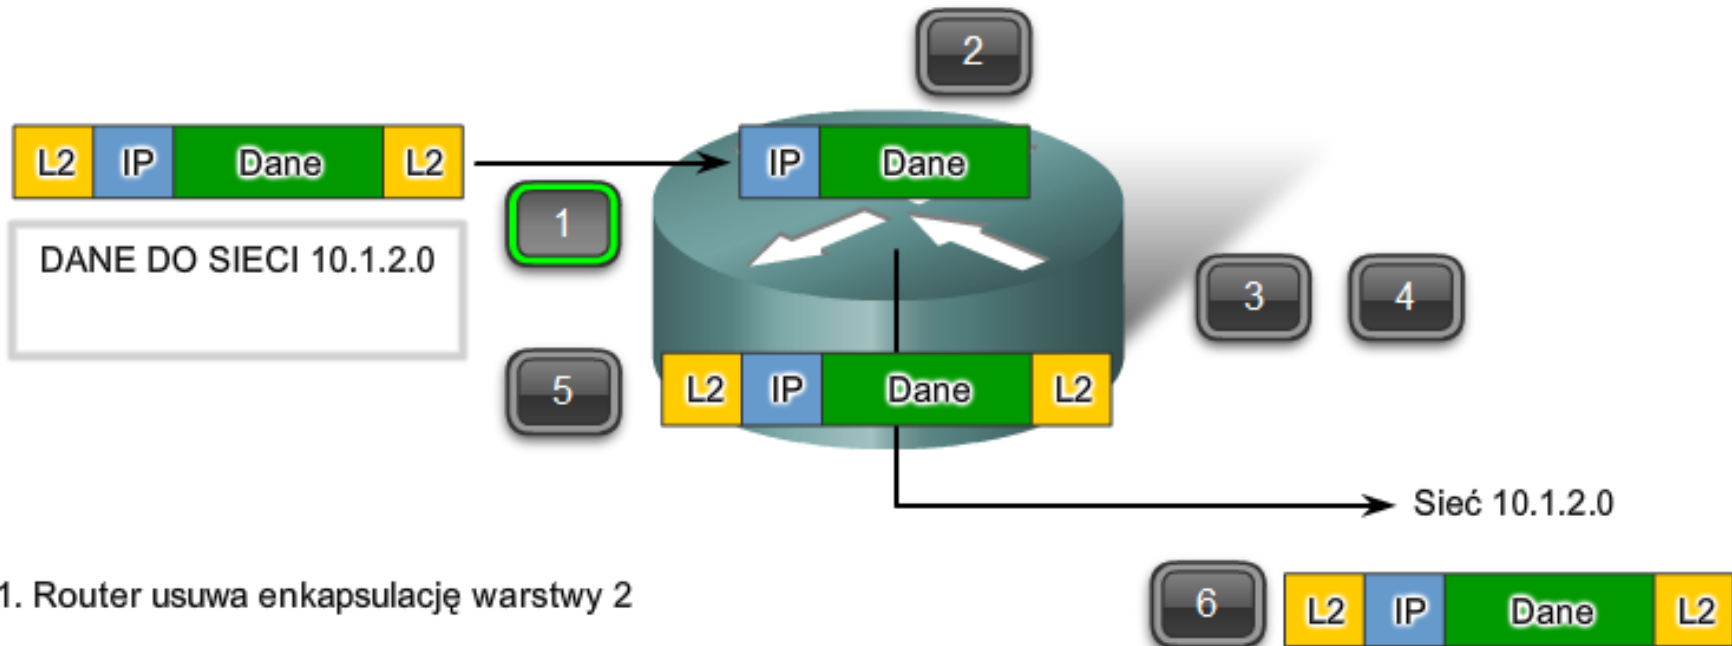 2
L2 IP Dane L2
IP Dane
1
DANE DO SIECI 10.1.2.0
3 4
5
L2 IP Dane L2
Sieć 10.1.2.0
1. Router usuwa enkapsulację warstwy 2
6
L2 IP Dane L2